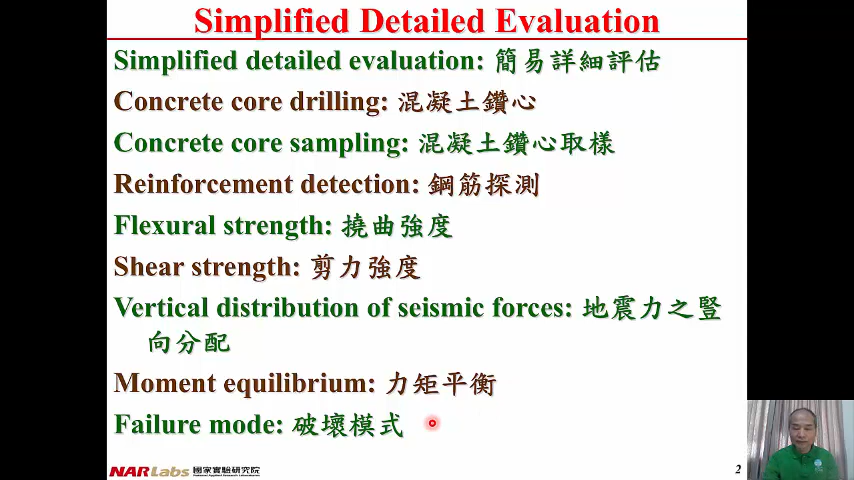 Simplified Detailed Evaluation
Simplified detailed evaluation: 簡易詳細評估
Concrete core drilling: 混凝土鑽心
Concrete core sampling: 混凝土鑽心取樣
Reinforcement detection: 鋼筋探測
Flexural strength: 撓曲強度
Shear strength: 剪力強度
Vertical distribution of seismic forces: 地震力之豎
向分配
Moment equilibrium: 力矩平衡
Failure mode: 破壞模式
NARLabs 國家實驗研究院
National Applied Research Laboratories
2